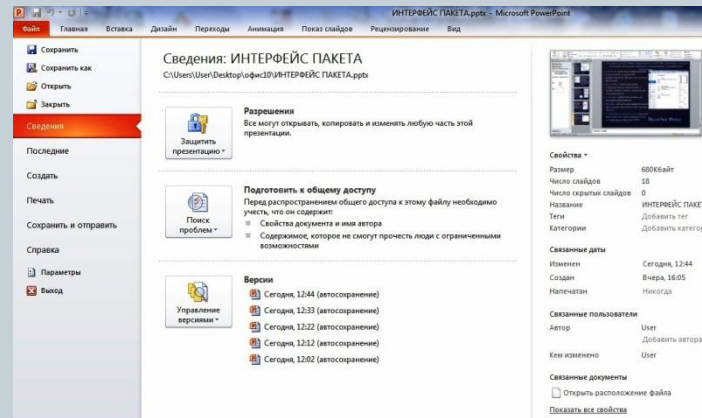 ИНТЕРФЕЙС ПАКЕТА.pptx - Microsoft PowerPoint
Файл Главная Вставка Дизайн Переходы Анимация Показ слайдов Рецензирование Вид
Сохранить
Сохранить как
Открыть
Закрыть
Сведения
Последние
Создать
Печать
Сохранить и отправить
Справка
Параметры
Выход
Сведения: ИНТЕРФЕЙС ПАКЕТА
C:\Users\User\Desktop\офис10\ИНТЕРФЕЙС ПАКЕТА.pptx
Защитить
презентацию
Разрешения
Все могут открывать, копировать и изменять любую часть этой
презентации.
Поиск
проблем
Подготовить к общему доступу
Перед распространением общего доступа к этому файлу необходимо
учесть, что он содержит:
Свойства документа и имя автора
Содержимое, которое не смогут прочесть люди с ограниченными
возможностями
Управление
версиями
Версии
Сегодня, 12:44 (автосохранение)
Сегодня, 12:33 (автосохранение)
Сегодня, 12:22 (автосохранение)
Сегодня, 12:12 (автосохранение)
Сегодня, 12:02 (автосохранение)
Свойства
Размер 680Кбайт
Число слайдов 18
Число скрытых слайдов 0
Название ИНТЕРФЕЙС ПАКЕТ
Теги Добавить тег
Категории Добавить категор
Связанные даты
Изменен Сегодня, 12:44
Создан Вчера, 16:05
Напечатан Никогда
Связанные пользователи
Автор User
Добавить автора
Кем изменено User
Связанные документы
Открыть расположение файла
Показать все свойства